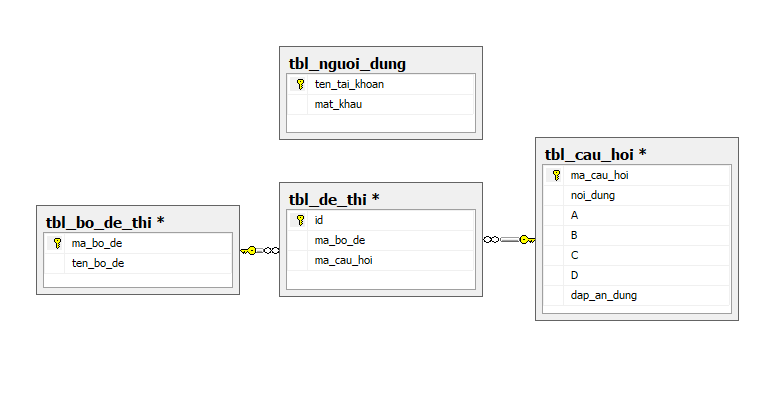 tbl_nguoi_dung
ten_tai_khoan
mat_khau
tbl_bo_de_thi *
ma_bo_de
ten_bo_de
tbl_de_thi *
id
ma_bo_de
ma_cau_hoi
tbl_cau_hoi *
ma_cau_hoi
noi_dung
A
B
C
D
dap_an_dung